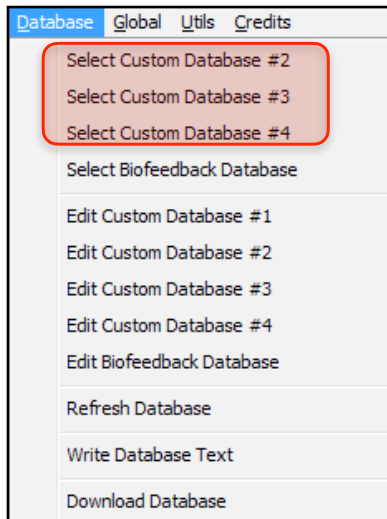 Database Global Utils Credits
Select Custom Database #2
Select Custom Database #3
Select Custom Database #4
Select Biofeedback Database
Edit Custom Database #1
Edit Custom Database #2
Edit Custom Database #3
Edit Custom Database #4
Edit Biofeedback Database
Refresh Database
Write Database Text
Download Database